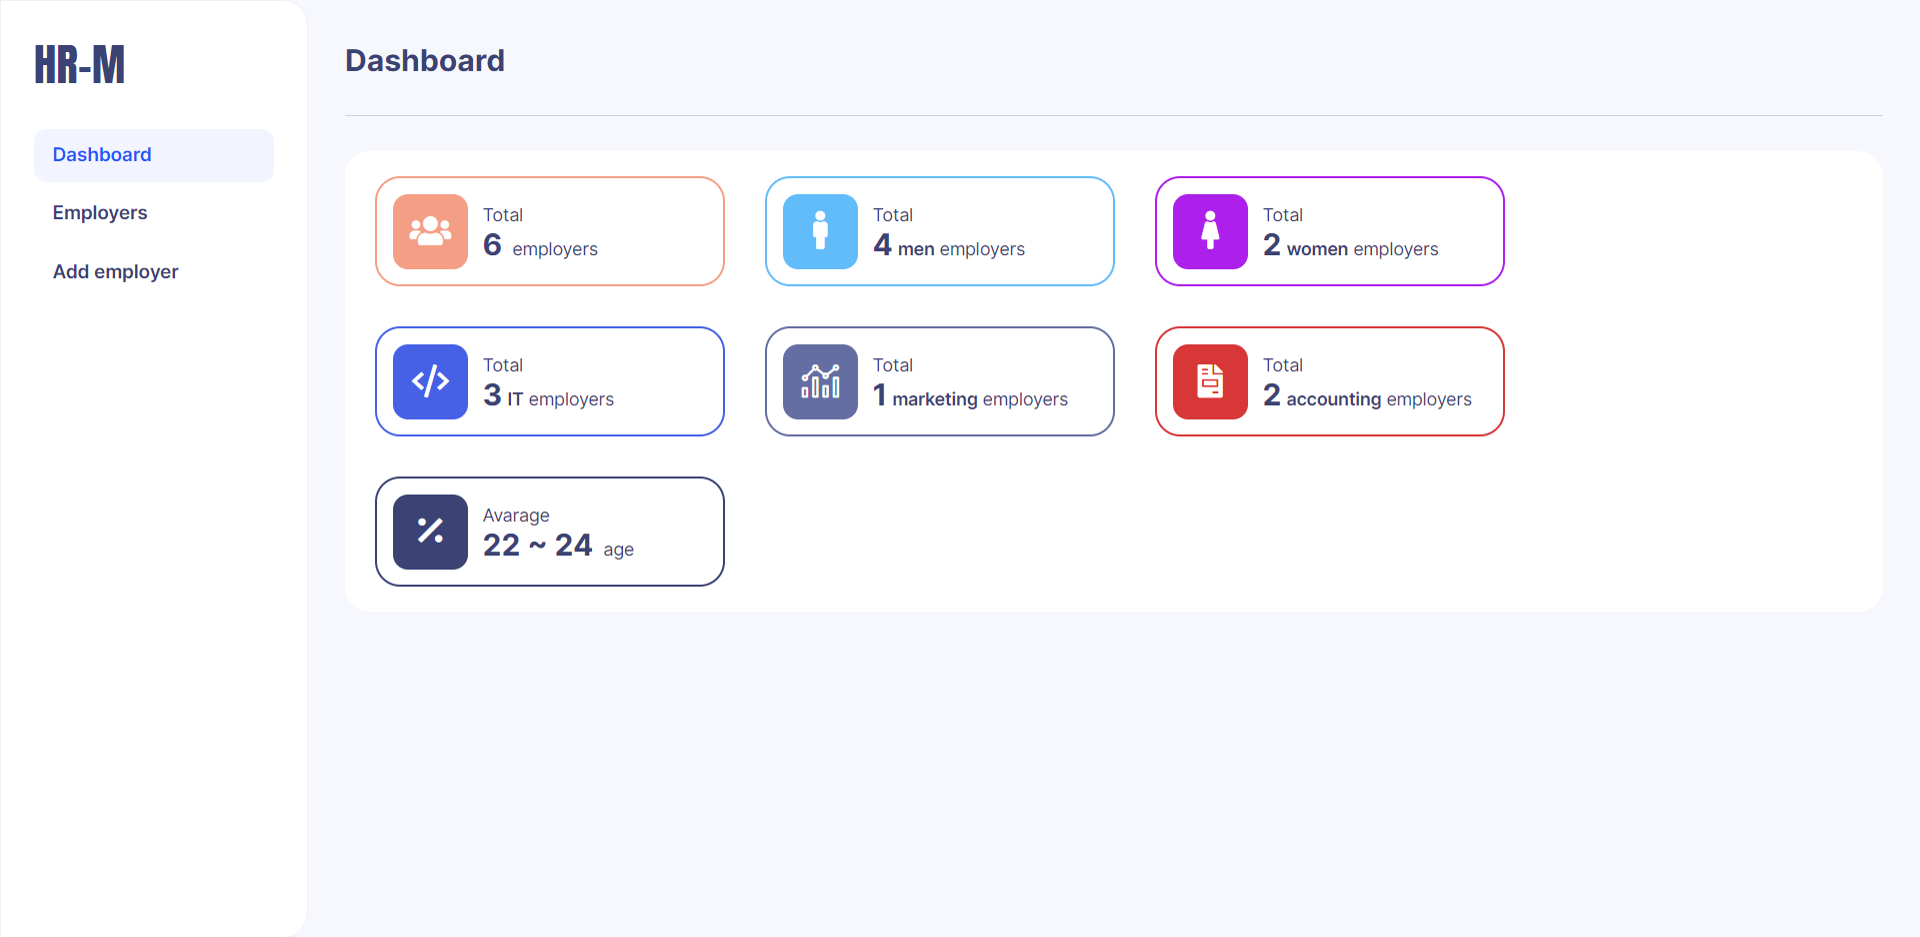 HR-M
Dashboard
Employers
Add employer
Dashboard
Total
6 employers
Total
4 men employers
Total
2 women employers
Total
3 IT employers
Total
1 marketing employers
Total
2 accounting employers
Avarage
22 ~ 24 age